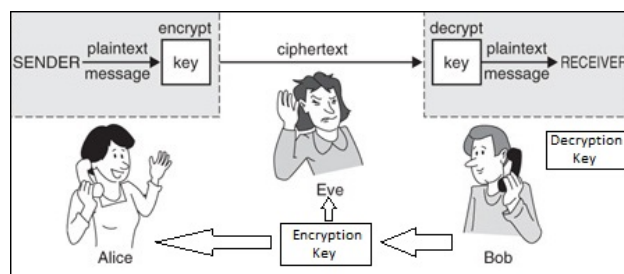 encrypt
decrypt
SENDER plaintext message key ciphertext key plaintext message RECEIVER
Decryption
Key
Eve
Alice
Encryption
Key
Bob